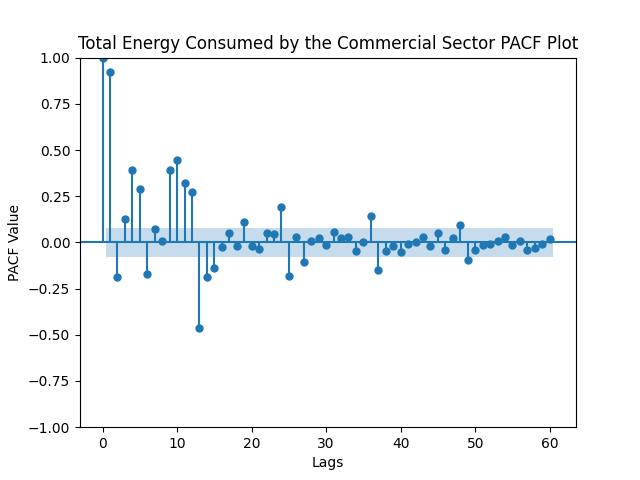 Total Energy Consumed by the Commercial Sector PACF Plot
1.00
0.75
0.50
0.25
0.00
−0.25
−0.50
−0.75
−1.00
PACF Value
0 10 20 30 40 50 60
Lags